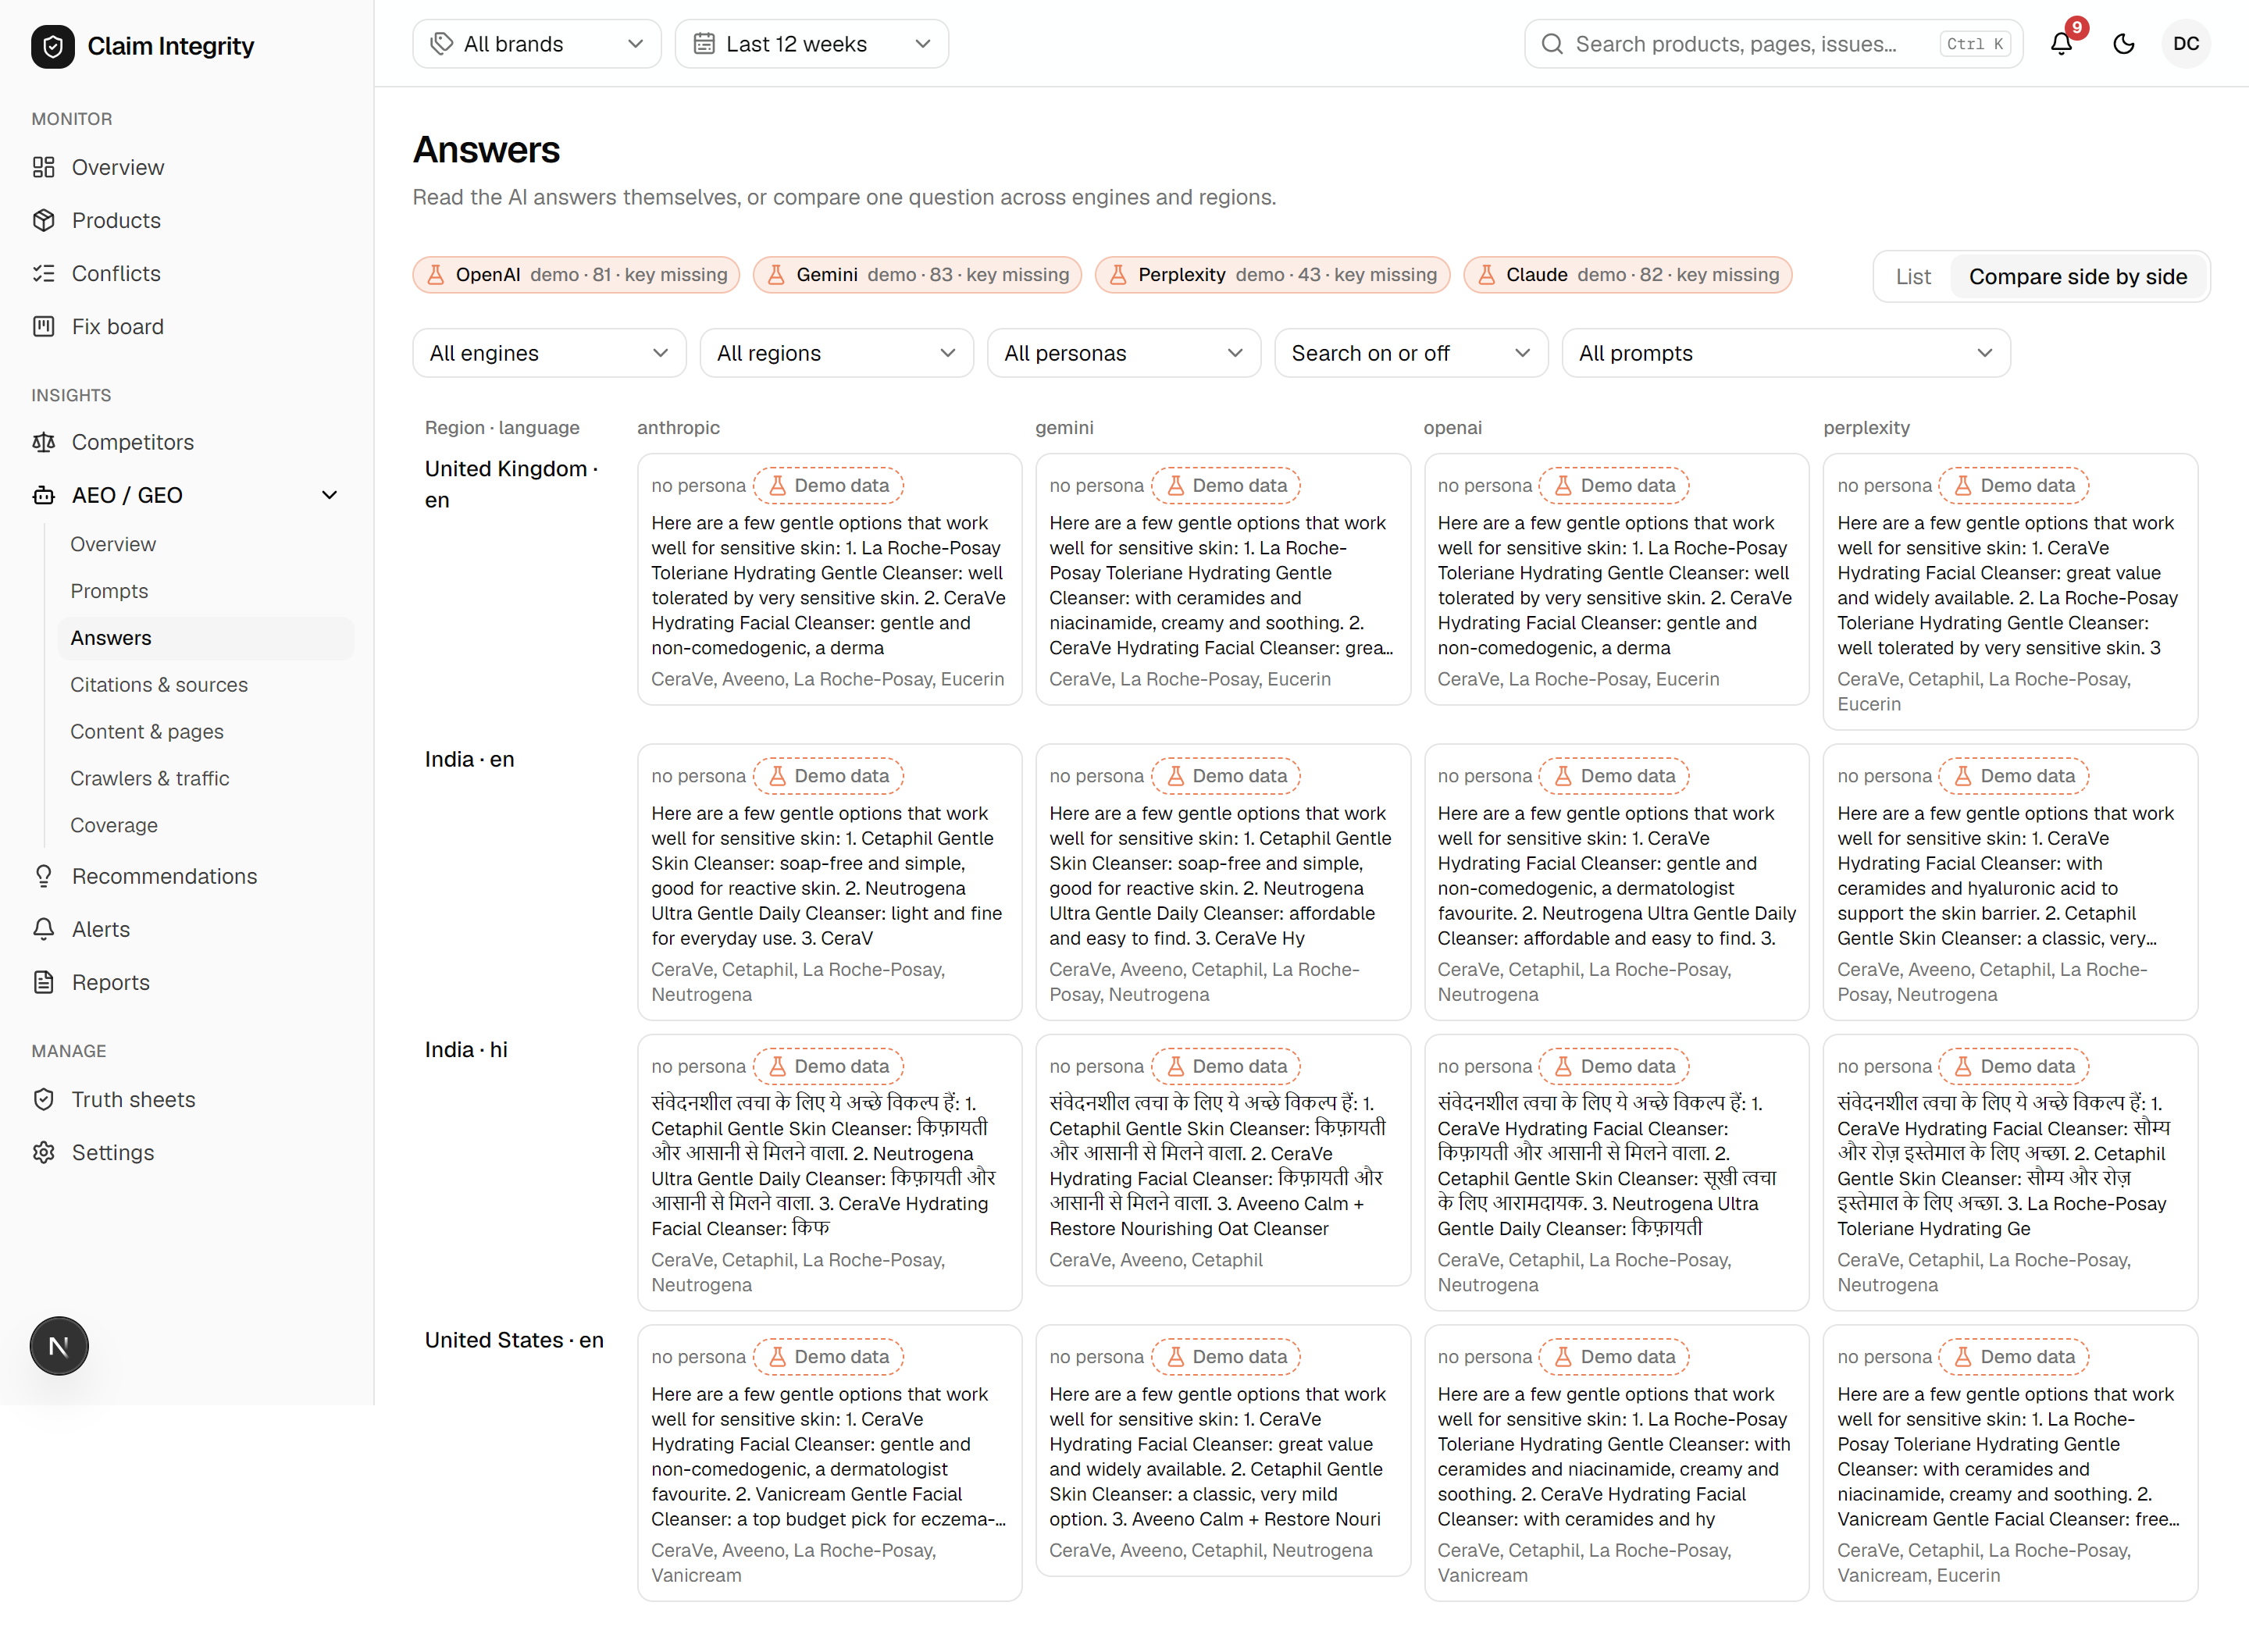 Claim Integrity
All brands
Last 12 weeks
Search products, pages, issues...
Ctrl K
9
DC
MONITOR
Overview
Products
Conflicts
Fix board
INSIGHTS
Competitors
AEO / GEO
Overview
Prompts
Answers
Citations & sources
Content & pages
Crawlers & traffic
Coverage
Recommendations
Alerts
Reports
MANAGE
Truth sheets
Settings
N
Answers
Read the AI answers themselves, or compare one question across engines and regions.
OpenAI demo · 81 · key missing
Gemini demo · 83 · key missing
Perplexity demo · 43 · key missing
Claude demo · 82 · key missing
List
Compare side by side
All engines
All regions
All personas
Search on or off
All prompts
Region · language
anthropic
gemini
openai
perplexity
United Kingdom ·
en
no persona Demo data
Here are a few gentle options that work
well for sensitive skin: 1. La Roche-Posay
Toleriane Hydrating Gentle Cleanser: well
tolerated by very sensitive skin. 2. CeraVe
Hydrating Facial Cleanser: gentle and
non-comedogenic, a derma
CeraVe, Aveeno, La Roche-Posay, Eucerin
no persona Demo data
Here are a few gentle options that work
well for sensitive skin: 1. La Roche-
Posay Toleriane Hydrating Gentle
Cleanser: with ceramides and
niacinamide, creamy and soothing. 2.
CeraVe Hydrating Facial Cleanser: grea...
CeraVe, La Roche-Posay, Eucerin
no persona Demo data
Here are a few gentle options that work
well for sensitive skin: 1. La Roche-Posay
Toleriane Hydrating Gentle Cleanser: well
tolerated by very sensitive skin. 2. CeraVe
Hydrating Facial Cleanser: gentle and
non-comedogenic, a derma
CeraVe, La Roche-Posay, Eucerin
no persona Demo data
Here are a few gentle options that work
well for sensitive skin: 1. CeraVe
Hydrating Facial Cleanser: great value
and widely available. 2. La Roche-Posay
Toleriane Hydrating Gentle Cleanser:
well tolerated by very sensitive skin. 3
CeraVe, Cetaphil, La Roche-Posay,
Eucerin
India · en
no persona Demo data
Here are a few gentle options that work
well for sensitive skin: 1. Cetaphil Gentle
Skin Cleanser: soap-free and simple,
good for reactive skin. 2. Neutrogena
Ultra Gentle Daily Cleanser: light and fine
for everyday use. 3. CeraV
CeraVe, Cetaphil, La Roche-Posay,
Neutrogena
no persona Demo data
Here are a few gentle options that work
well for sensitive skin: 1. Cetaphil Gentle
Skin Cleanser: soap-free and simple,
good for reactive skin. 2. Neutrogena
Ultra Gentle Daily Cleanser: affordable
and easy to find. 3. CeraVe Hy
CeraVe, Aveeno, Cetaphil, La Roche-
Posay, Neutrogena
no persona Demo data
Here are a few gentle options that work
well for sensitive skin: 1. CeraVe
Hydrating Facial Cleanser: gentle and
non-comedogenic, a dermatologist
favourite. 2. Neutrogena Ultra Gentle Daily
Cleanser: affordable and easy to find. 3.
CeraVe, Cetaphil, La Roche-Posay,
Neutrogena
no persona Demo data
Here are a few gentle options that work
well for sensitive skin: 1. CeraVe
Hydrating Facial Cleanser: with
ceramides and hyaluronic acid to
support the skin barrier. 2. Cetaphil
Gentle Skin Cleanser: a classic, very...
CeraVe, Aveeno, Cetaphil, La Roche-
Posay, Neutrogena
India · hi
no persona Demo data
संवेदनशील त्वचा के लिए ये अच्छे विकल्प हैं: 1.
Cetaphil Gentle Skin Cleanser: किफ़ायती
और आसानी से मिलने वाला. 2. Neutrogena
Ultra Gentle Daily Cleanser: किफ़ायती और
आसानी से मिलने वाला. 3. CeraVe Hydrating
Facial Cleanser: किफ
CeraVe, Cetaphil, La Roche-Posay,
Neutrogena
no persona Demo data
संवेदनशील त्वचा के लिए ये अच्छे विकल्प हैं: 1.
Cetaphil Gentle Skin Cleanser: किफ़ायती
और आसानी से मिलने वाला. 2. CeraVe
Hydrating Facial Cleanser: किफ़ायती और
आसानी से मिलने वाला. 3. Aveeno Calm +
Restore Nourishing Oat Cleanser
CeraVe, Aveeno, Cetaphil
no persona Demo data
संवेदनशील त्वचा के लिए ये अच्छे विकल्प हैं: 1.
CeraVe Hydrating Facial Cleanser:
किफ़ायती और आसानी से मिलने वाला. 2.
Cetaphil Gentle Skin Cleanser: सूखी त्वचा
के लिए आरामदायक. 3. Neutrogena Ultra
Gentle Daily Cleanser: किफ़ायती
CeraVe, Cetaphil, La Roche-Posay,
Neutrogena
no persona Demo data
संवेदनशील त्वचा के लिए ये अच्छे विकल्प हैं: 1.
CeraVe Hydrating Facial Cleanser: सौम्य
और रोज़ इस्तेमाल के लिए अच्छा. 2. Cetaphil
Gentle Skin Cleanser: सौम्य और रोज़
इस्तेमाल के लिए अच्छा. 3. La Roche-Posay
Toleriane Hydrating Ge
CeraVe, Cetaphil, La Roche-Posay,
Neutrogena
United States · en
no persona Demo data
Here are a few gentle options that work
well for sensitive skin: 1. CeraVe
Hydrating Facial Cleanser: gentle and
non-comedogenic, a dermatologist
favourite. 2. Vanicream Gentle Facial
Cleanser: a top budget pick for eczema-...
CeraVe, Aveeno, La Roche-Posay,
Vanicream
no persona Demo data
Here are a few gentle options that work
well for sensitive skin: 1. CeraVe
Hydrating Facial Cleanser: great value
and widely available. 2. Cetaphil Gentle
Skin Cleanser: a classic, very mild
option. 3. Aveeno Calm + Restore Nouri
CeraVe, Aveeno, Cetaphil, Neutrogena
no persona Demo data
Here are a few gentle options that work
well for sensitive skin: 1. La Roche-Posay
Toleriane Hydrating Gentle Cleanser: with
ceramides and niacinamide, creamy and
soothing. 2. CeraVe Hydrating Facial
Cleanser: with ceramides and hy
CeraVe, Cetaphil, La Roche-Posay,
Vanicream
no persona Demo data
Here are a few gentle options that work
well for sensitive skin: 1. La Roche-
Posay Toleriane Hydrating Gentle
Cleanser: with ceramides and
niacinamide, creamy and soothing. 2.
Vanicream Gentle Facial Cleanser: free...
CeraVe, Cetaphil, La Roche-Posay,
Vanicream, Eucerin